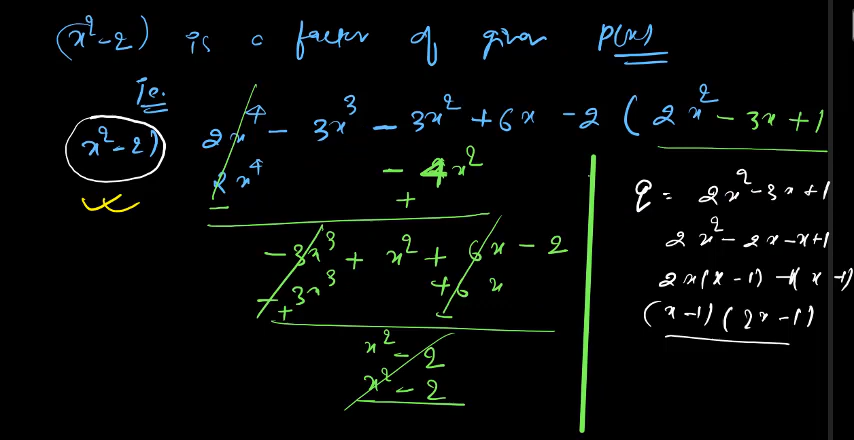 (x²-2) is a factor of given P(x)
Ie.
x²-2) 2x⁴ - 3x³ - 3x² + 6x - 2 ( 2x² - 3x + 1
2x⁴ - 4x²
- +
- 3x³ + x² + 6x - 2
- 3x³ + 6x
+ -
x² - 2
x² - 2
q = 2x²-3x+1
2x²-2x-x+1
2x(x-1)-1(x-1)
(x-1)(2x-1)